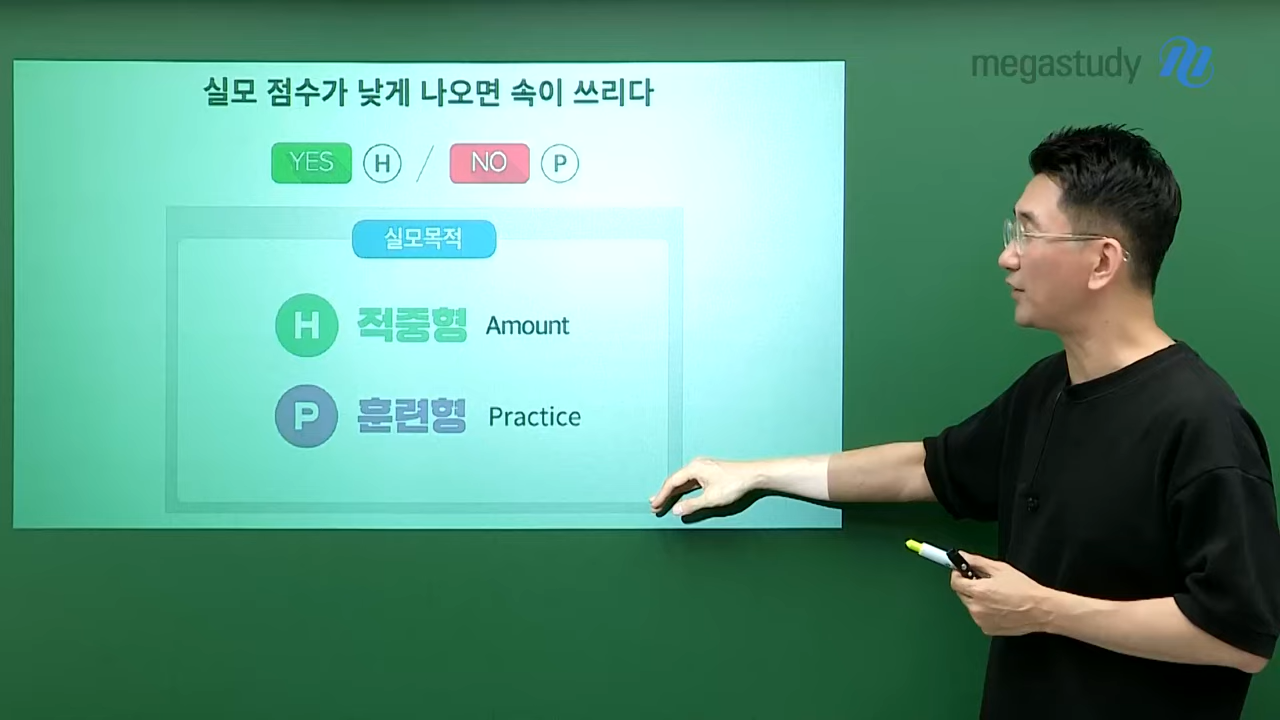 megastudy
실모 점수가 낮게 나오면 속이 쓰리다
YES H / NO P
실모목적
H 적중형 Amount
P 훈련형 Practice